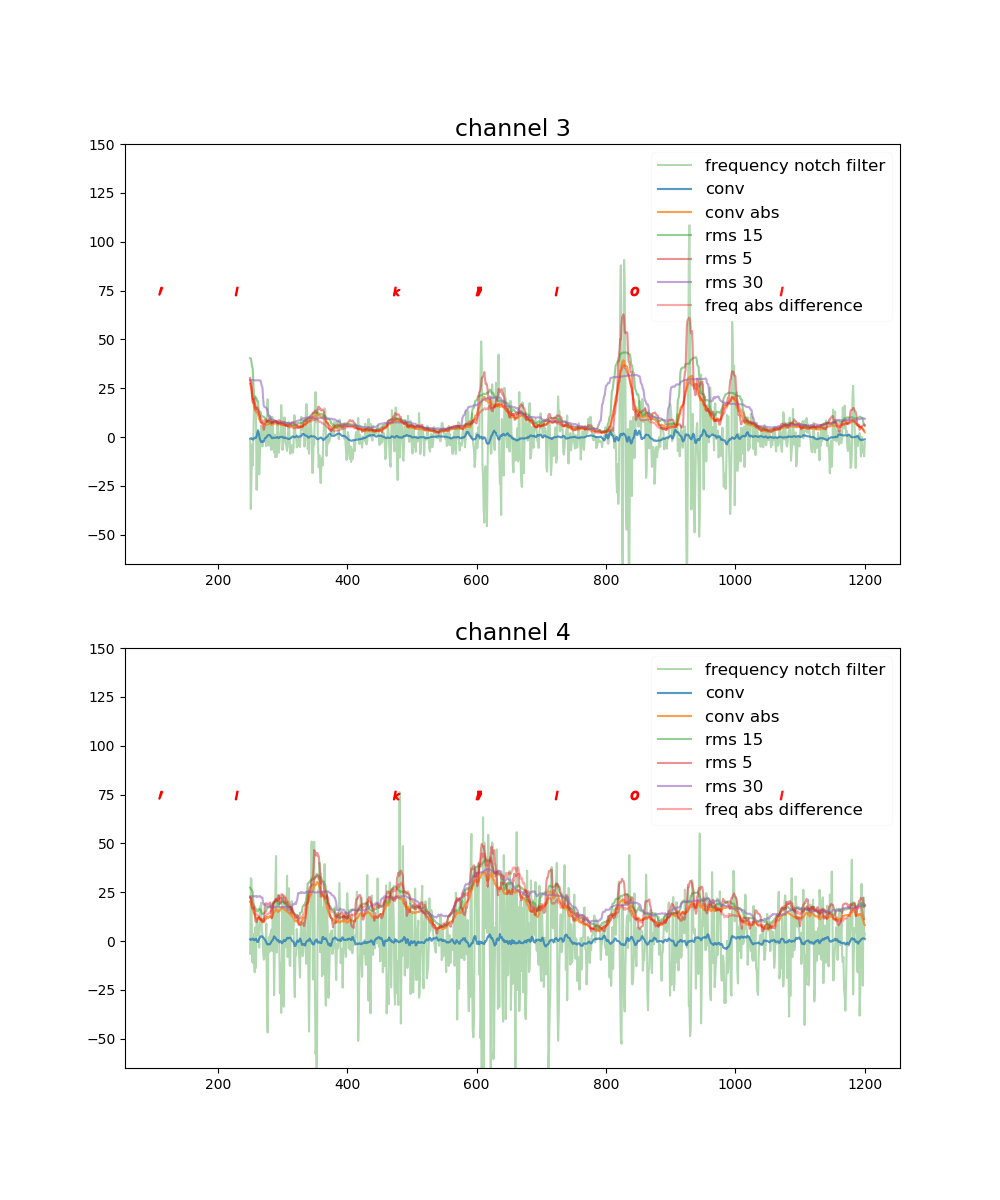 channel 3
150
125
100
75
50
25
0
−25
−50
frequency notch filter
conv
conv abs
rms 15
rms 5
rms 30
freq abs difference
l k l o l
200 400 600 800 1000 1200
channel 4
150
125
100
75
50
25
0
−25
−50
frequency notch filter
conv
conv abs
rms 15
rms 5
rms 30
freq abs difference
l k l o l
200 400 600 800 1000 1200